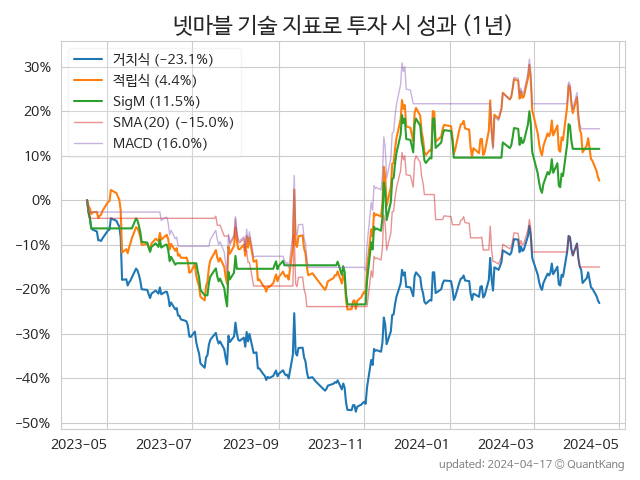 넷마블 기술 지표로 투자 시 성과 (1년)
거치식 (−23.1%)
적립식 (4.4%)
SigM (11.5%)
SMA(20) (−15.0%)
MACD (16.0%)
30%
20%
10%
0%
−10%
−20%
−30%
−40%
−50%
2023-05
2023-07
2023-09
2023-11
2024-01
2024-03
2024-05
updated: 2024-04-17 ⓒ QuantKang